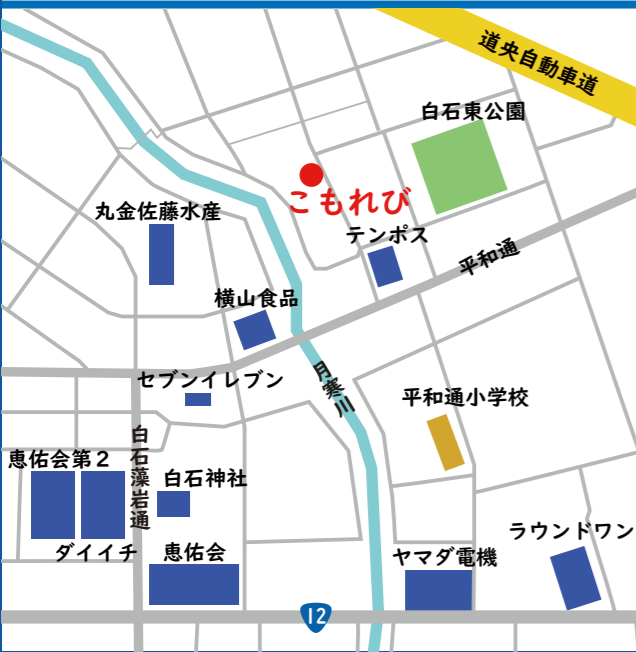 道央自動車道
白石東公園
こもれび
丸金佐藤水産
テンポス
平和通
横山食品
セブンイレブン
月寒川
平和通小学校
白石藻岩通
恵佑会第2
白石神社
ダイイチ
恵佑会
ヤマダ電機
ラウンドワン
12